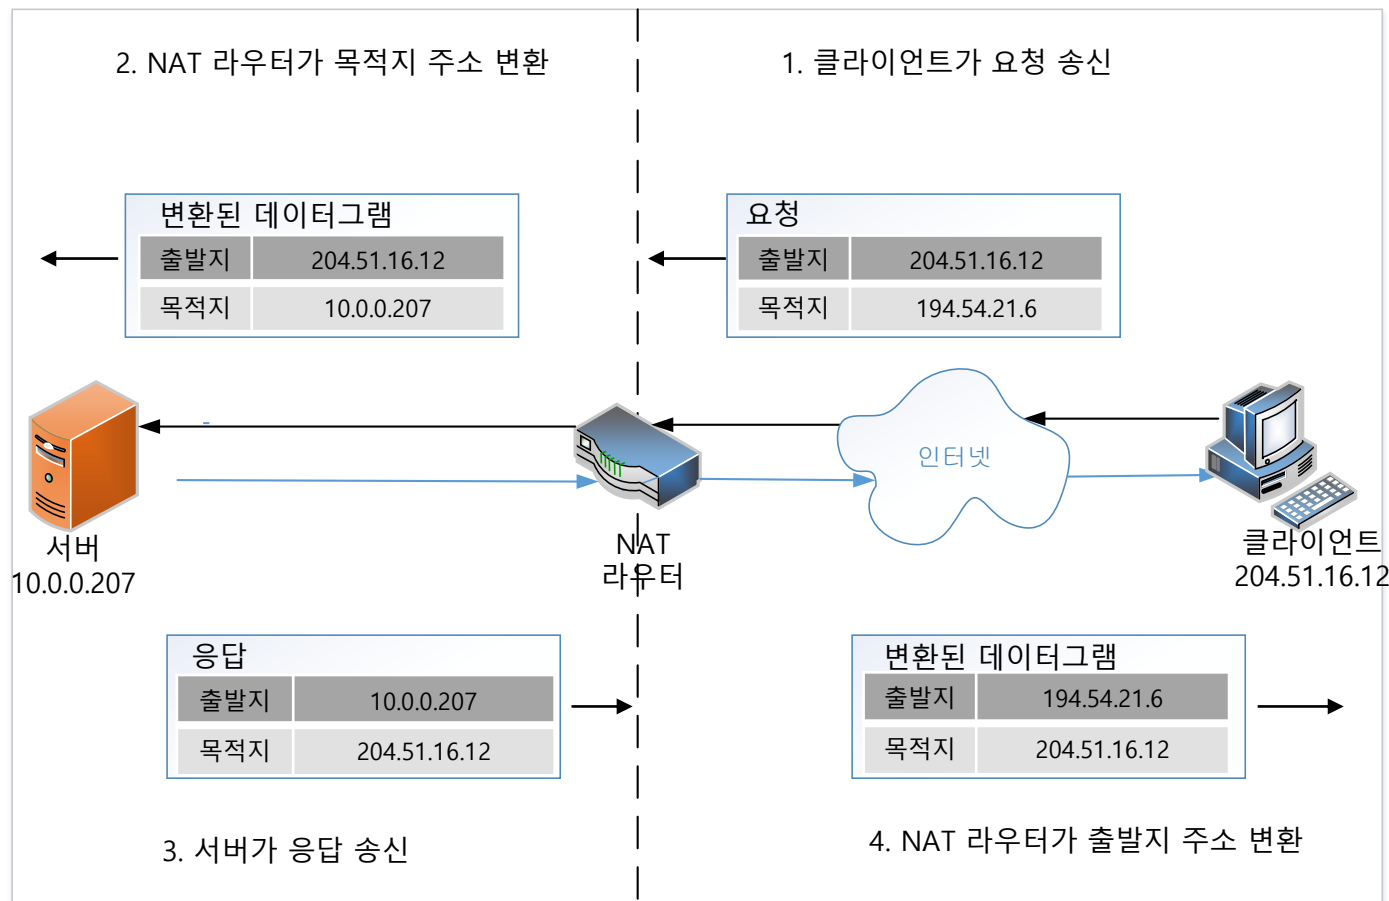 2. NAT 라우터가 목적지 주소 변환
1. 클라이언트가 요청 송신
변환된 데이터그램
출발지 204.51.16.12
목적지 10.0.0.207
요청
출발지 204.51.16.12
목적지 194.54.21.6
인터넷
서버
10.0.0.207
NAT
라우터
클라이언트
204.51.16.12
응답
출발지 10.0.0.207
목적지 204.51.16.12
변환된 데이터그램
출발지 194.54.21.6
목적지 204.51.16.12
3. 서버가 응답 송신
4. NAT 라우터가 출발지 주소 변환